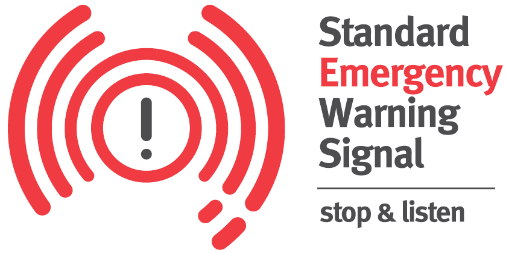 !
Standard
Emergency
Warning
Signal
stop & listen